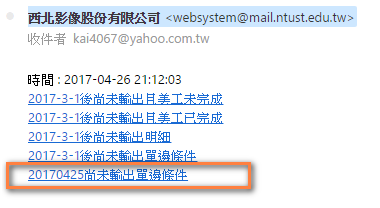 西北影像股份有限公司 <websystem@mail.ntust.edu.tw>
收件者 kai4067@yahoo.com.tw
時間 : 2017-04-26 21:12:03
2017-3-1後尚未輸出且美工未完成
2017-3-1後尚未輸出且美工已完成
2017-3-1後尚未輸出明細
2017-3-1後尚未輸出單邊條件
20170425尚未輸出單邊條件